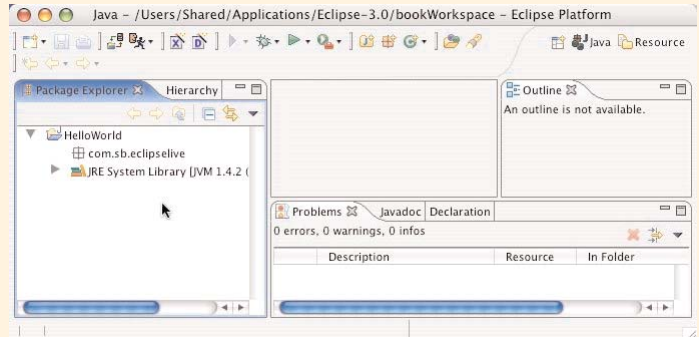 Java – /Users/Shared/Applications/Eclipse-3.0/bookWorkspace – Eclipse Platform
Java Resource
Package Explorer Hierarchy
Outline
An outline is not available.
HelloWorld
com.sb.eclipselive
JRE System Library [JVM 1.4.2 (
Problems Javadoc Declaration
0 errors, 0 warnings, 0 infos
Description Resource In Folder